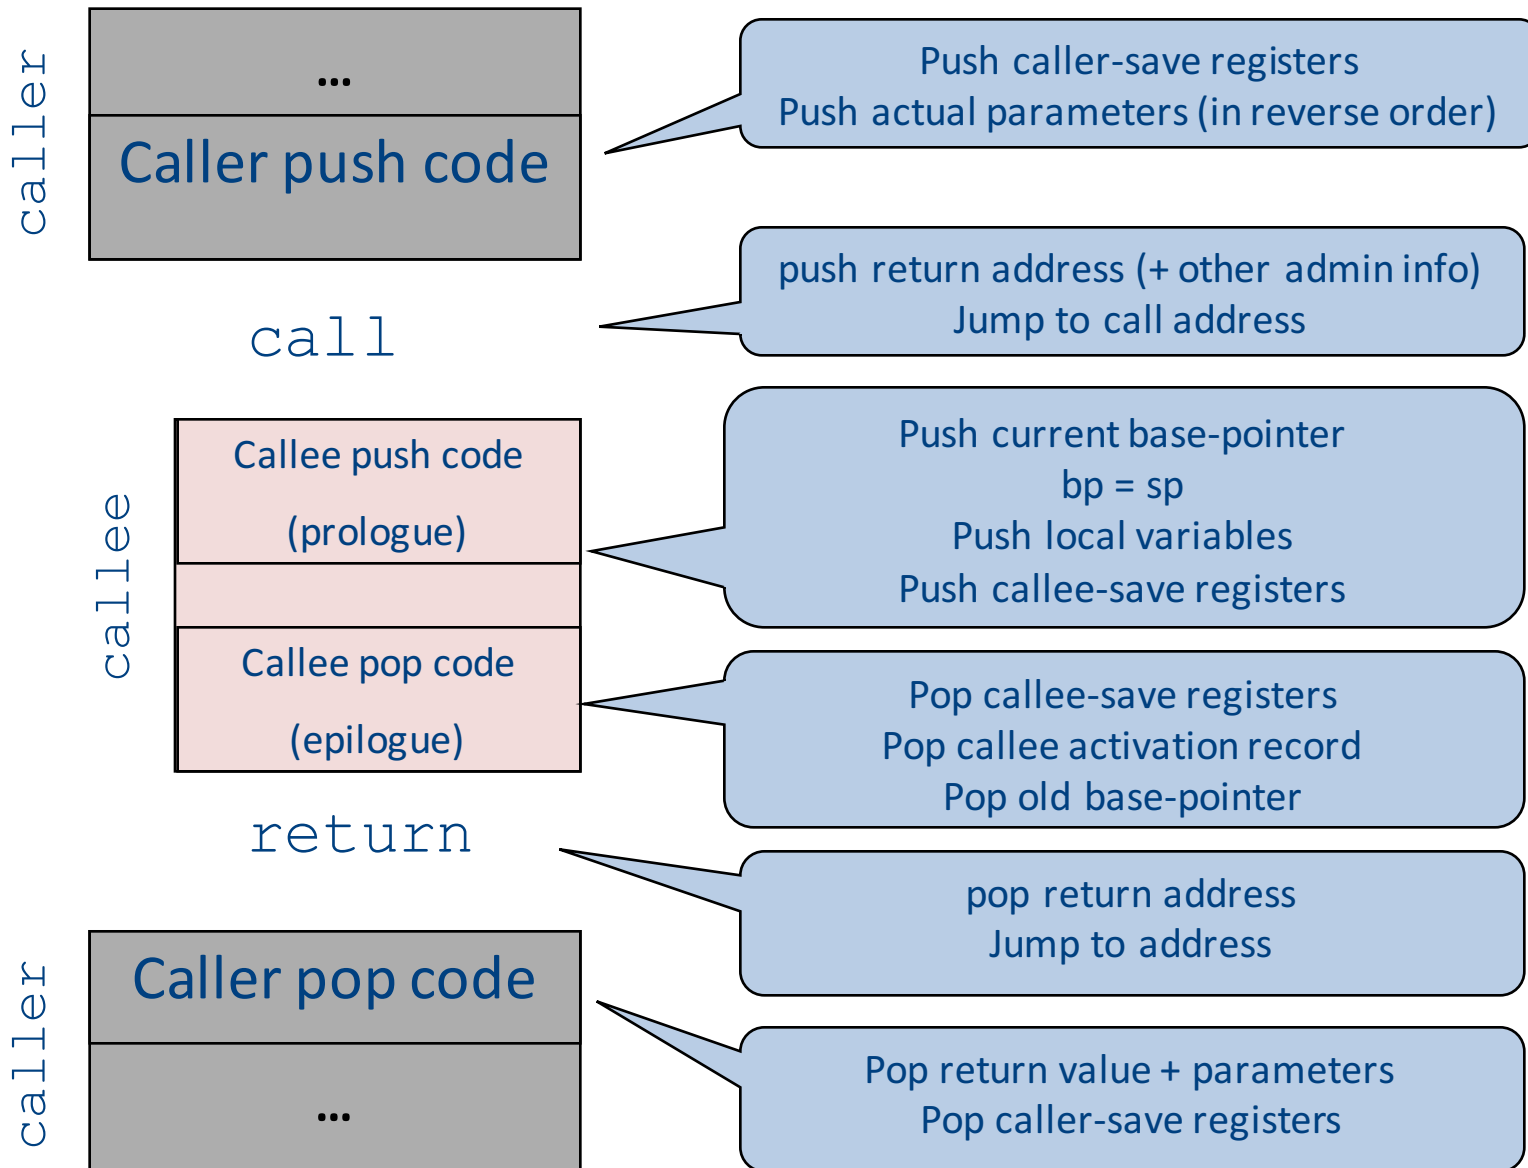 caller
...
Caller push code
Push caller-save registers
Push actual parameters (in reverse order)
call
push return address (+ other admin info)
Jump to call address
callee
Callee push code
(prologue)
Push current base-pointer
bp = sp
Push local variables
Push callee-save registers
Callee pop code
(epilogue)
Pop callee-save registers
Pop callee activation record
Pop old base-pointer
return
pop return address
Jump to address
caller
Caller pop code
...
Pop return value + parameters
Pop caller-save registers